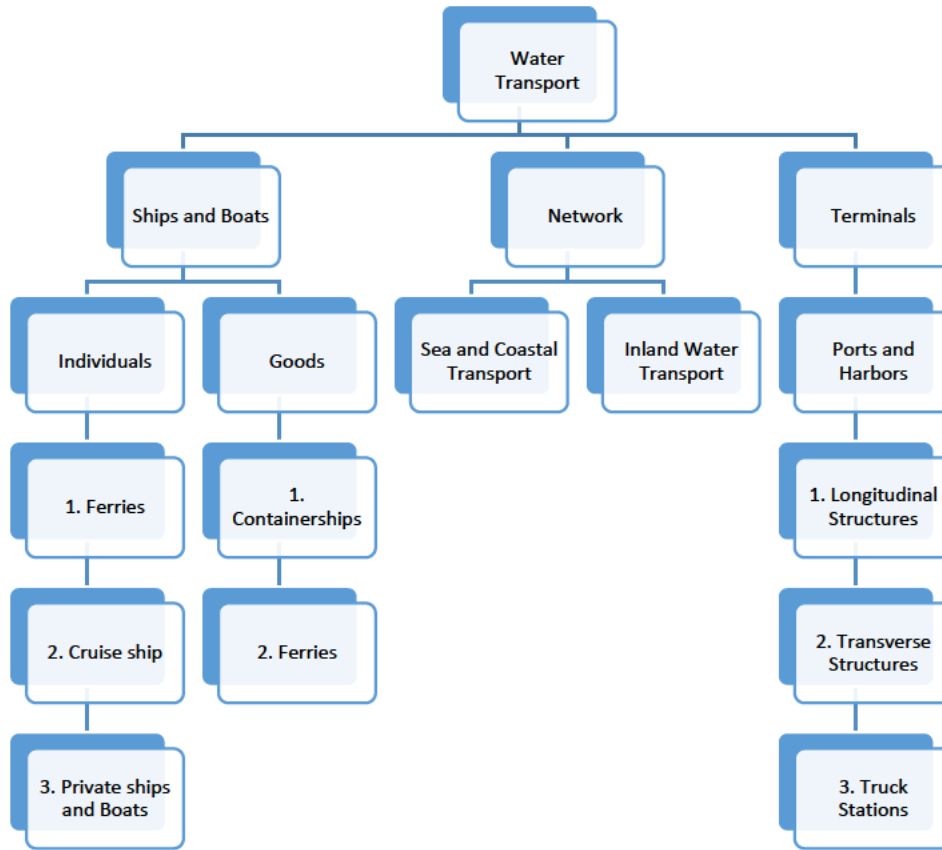 Water
Transport
Ships and Boats
Network
Terminals
Individuals
Goods
Sea and Coastal
Transport
Inland Water
Transport
Ports and
Harbors
1. Ferries
1.
Containerships
1. Longitudinal
Structures
2. Cruise ship
2. Ferries
2. Transverse
Structures
3. Private ships
and Boats
3. Truck
Stations